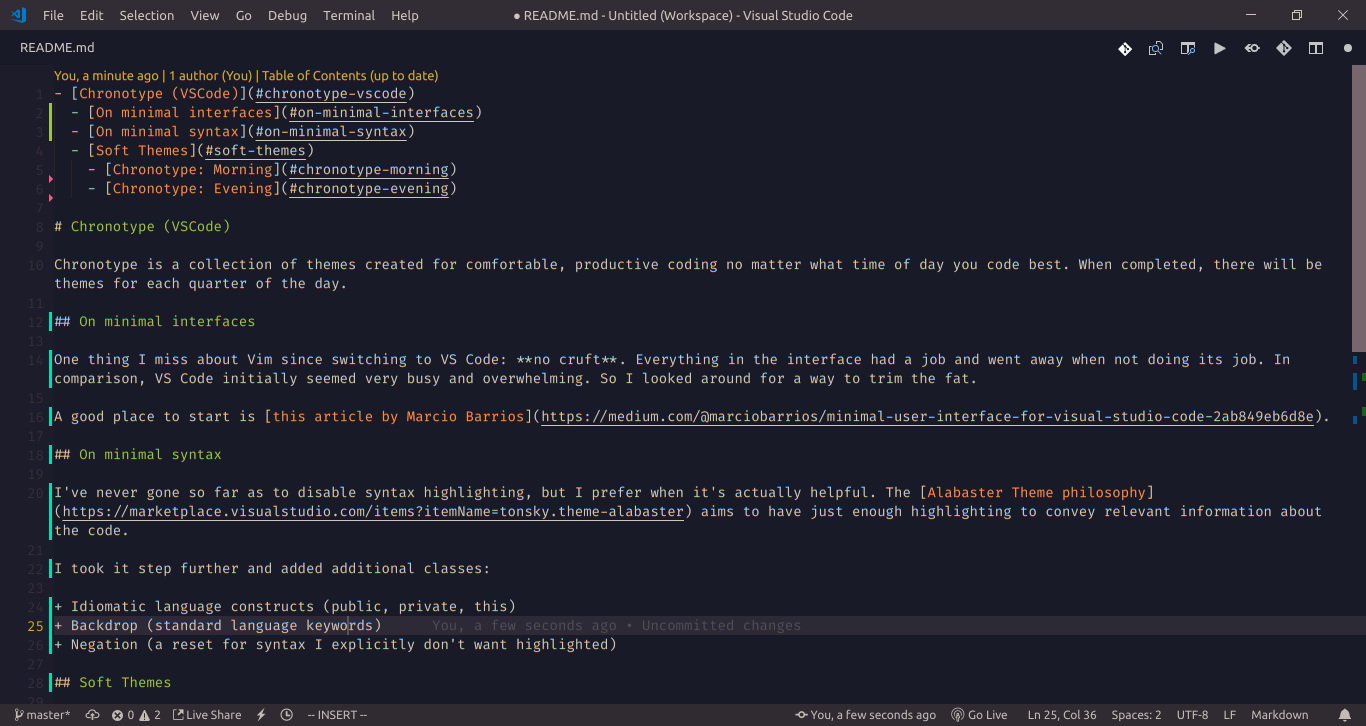 File Edit Selection View Go Debug Terminal Help ● README.md - Untitled (Workspace) - Visual Studio Code
README.md
You, a minute ago | 1 author (You) | Table of Contents (up to date)
1 - [Chronotype (VSCode)](#chronotype-vscode)
2 - [On minimal interfaces](#on-minimal-interfaces)
3 - [On minimal syntax](#on-minimal-syntax)
4 - [Soft Themes](#soft-themes)
5 - [Chronotype: Morning](#chronotype-morning)
6 - [Chronotype: Evening](#chronotype-evening)
7
8 # Chronotype (VSCode)
9
10 Chronotype is a collection of themes created for comfortable, productive coding no matter what time of day you code best. When completed, there will be
themes for each quarter of the day.
11
12 ## On minimal interfaces
13
14 One thing I miss about Vim since switching to VS Code: **no cruft**. Everything in the interface had a job and went away when not doing its job. In
comparison, VS Code initially seemed very busy and overwhelming. So I looked around for a way to trim the fat.
15
16 A good place to start is [this article by Marcio Barrios](https://medium.com/@marciobarrios/minimal-user-interface-for-visual-studio-code-2ab849eb6d8e).
17
18 ## On minimal syntax
19
20 I've never gone so far as to disable syntax highlighting, but I prefer when it's actually helpful. The [Alabaster Theme philosophy]
(https://marketplace.visualstudio.com/items?itemName=tonsky.theme-alabaster) aims to have just enough highlighting to convey relevant information about
the code.
21
22 I took it step further and added additional classes:
23
24 + Idiomatic language constructs (public, private, this)
25 + Backdrop (standard language keywords) You, a few seconds ago • Uncommitted changes
26 + Negation (a reset for syntax I explicitly don't want highlighted)
27
28 ## Soft Themes
29
master* 0 2 Live Share -- INSERT -- You, a few seconds ago Go Live Ln 25, Col 36 Spaces: 2 UTF-8 LF Markdown